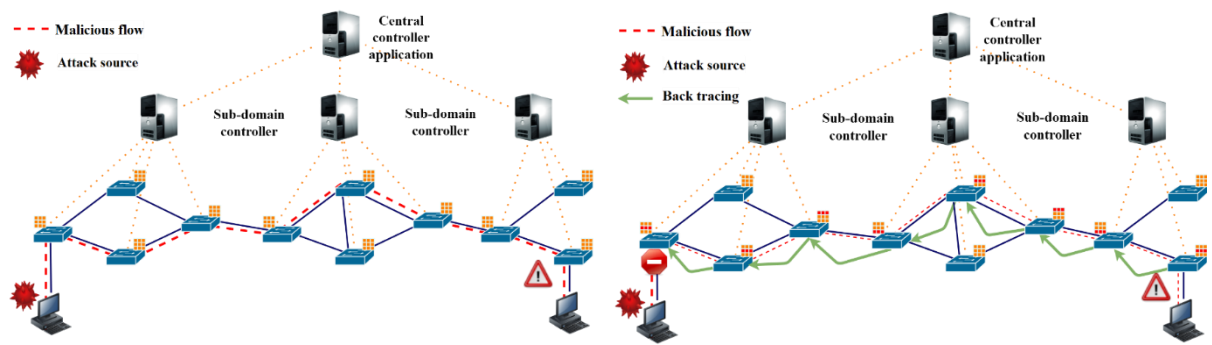 Malicious flow
Attack source
Central
controller
application
Sub-domain
controller
Sub-domain
controller
Malicious flow
Attack source
Back tracing
Central
controller
application
Sub-domain
controller
Sub-domain
controller